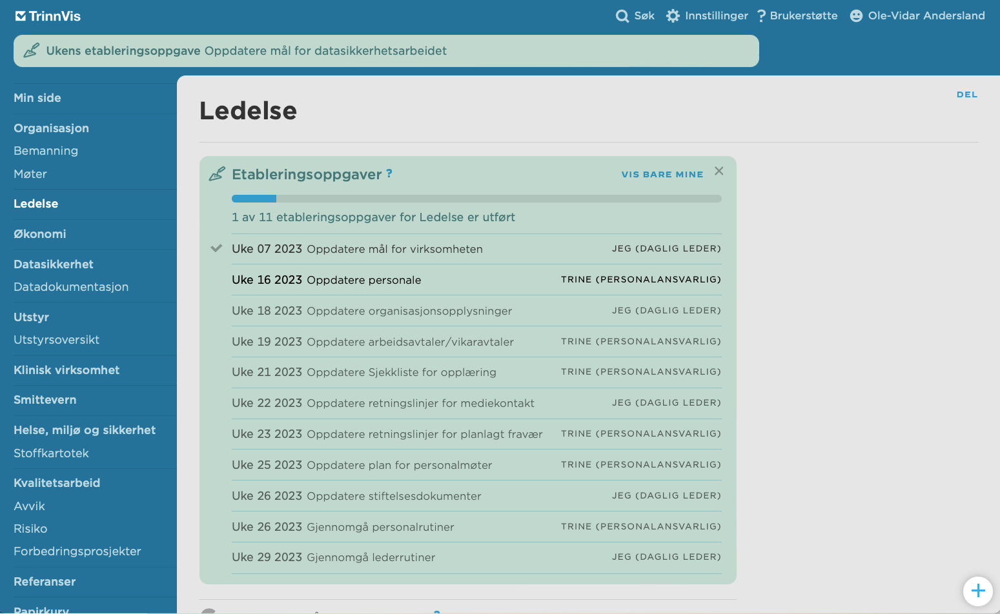 TrinnVis
Søk Innstillinger ? Brukerstøtte Ole-Vidar Andersland
Ukens etableringsoppgave Oppdatere mål for datasikkerhetsarbeidet
Min side
Organisasjon
Bemanning
Møter
Ledelse
Økonomi
Datasikkerhet
Datadokumentasjon
Utstyr
Utstyrsoversikt
Klinisk virksomhet
Smittevern
Helse, miljø og sikkerhet
Stoffkartotek
Kvalitetsarbeid
Avvik
Risiko
Forbedringsprosjekter
Referanser
Papirkurv
DEL
Ledelse
Etableringsoppgaver ? VIS BARE MINE
1 av 11 etableringsoppgaver for Ledelse er utført
Uke 07 2023 Oppdatere mål for virksomheten JEG (DAGLIG LEDER)
Uke 16 2023 Oppdatere personale TRINE (PERSONALANSVARLIG)
Uke 18 2023 Oppdatere organisasjonsopplysninger JEG (DAGLIG LEDER)
Uke 19 2023 Oppdatere arbeidsavtaler/vikaravtaler TRINE (PERSONALANSVARLIG)
Uke 21 2023 Oppdatere Sjekkliste for opplæring TRINE (PERSONALANSVARLIG)
Uke 22 2023 Oppdatere retningslinjer for mediekontakt JEG (DAGLIG LEDER)
Uke 23 2023 Oppdatere retningslinjer for planlagt fravær TRINE (PERSONALANSVARLIG)
Uke 25 2023 Oppdatere plan for personalmøter TRINE (PERSONALANSVARLIG)
Uke 26 2023 Oppdatere stiftelsesdokumenter JEG (DAGLIG LEDER)
Uke 26 2023 Gjennomgå personalrutiner TRINE (PERSONALANSVARLIG)
Uke 29 2023 Gjennomgå lederrutiner JEG (DAGLIG LEDER)